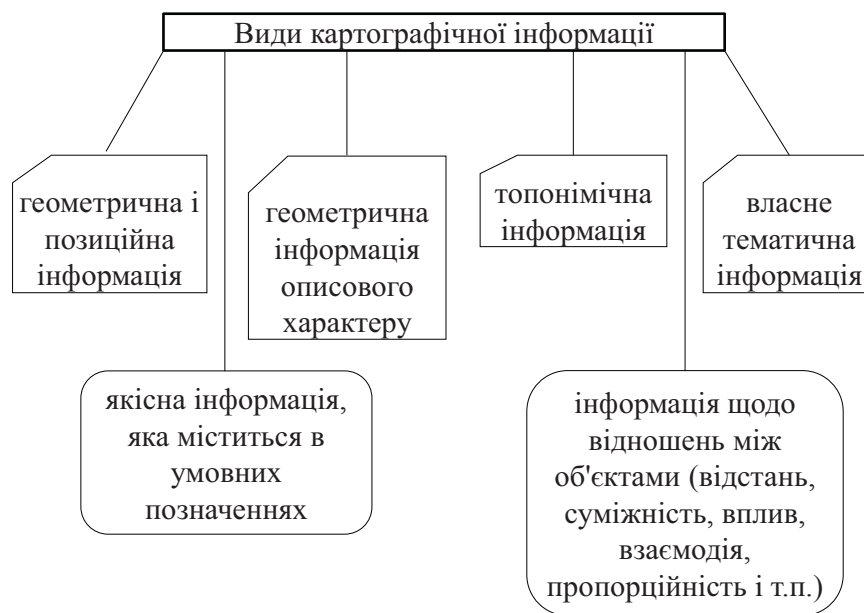 Види картографічної інформації
геометрична і
позиційна
інформація
геометрична
інформація
описового
характеру
топонімічна
інформація
власне
тематична
інформація
якісна інформація,
яка міститься в
умовних
позначеннях
інформація щодо
відношень між
об'єктами (відстань,
суміжність, вплив,
взаємодія,
пропорційність і т.п.)